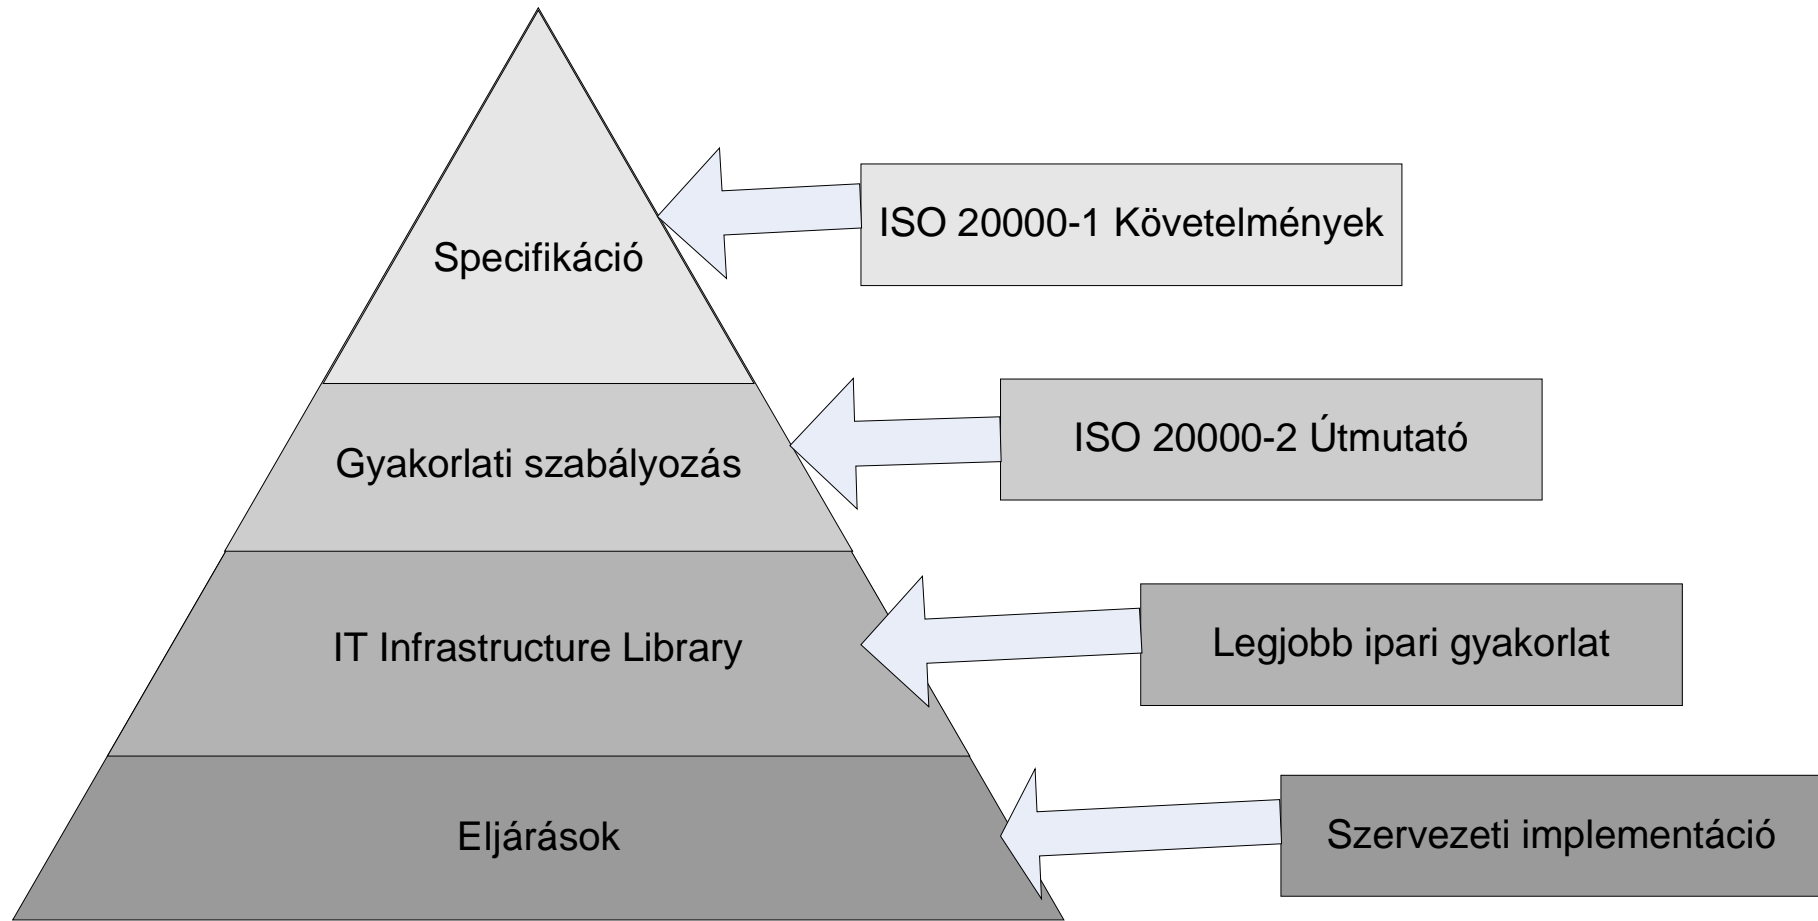 Specifikáció
ISO 20000-1 Követelmények
Gyakorlati szabályozás
ISO 20000-2 Útmutató
IT Infrastructure Library
Legjobb ipari gyakorlat
Eljárások
Szervezeti implementáció